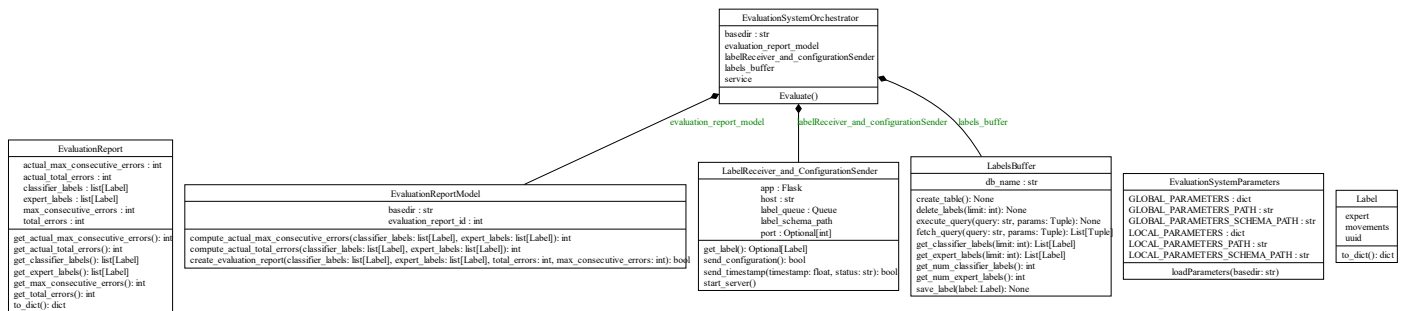 EvaluationSystemOrchestrator
basedir : str
evaluation_report_model
labelReceiver_and_configurationSender
labels_buffer
service
Evaluate()
evaluation_report_model
labelReceiver_and_configurationSender
labels_buffer
EvaluationReport
actual_max_consecutive_errors : int
actual_total_errors : int
classifier_labels : list[Label]
expert_labels : list[Label]
max_consecutive_errors : int
total_errors : int
get_actual_max_consecutive_errors(): int
get_actual_total_errors(): int
get_classifier_labels(): list[Label]
get_expert_labels(): list[Label]
get_max_consecutive_errors(): int
get_total_errors(): int
to_dict(): dict
EvaluationReportModel
basedir : str
evaluation_report_id : int
compute_actual_max_consecutive_errors(classifier_labels: list[Label], expert_labels: list[Label]): int
compute_actual_total_errors(classifier_labels: list[Label], expert_labels: list[Label]): int
create_evaluation_report(classifier_labels: list[Label], expert_labels: list[Label], total_errors: int, max_consecutive_errors: int): bool
LabelReceiver_and_ConfigurationSender
app : Flask
host : str
label_queue : Queue
label_schema_path
port : Optional[int]
get_label(): Optional[Label]
send_configuration(): bool
send_timestamp(timestamp: float, status: str): bool
start_server()
LabelsBuffer
db_name : str
create_table(): None
delete_labels(limit: int): None
execute_query(query: str, params: Tuple): None
fetch_query(query: str, params: Tuple): List[Tuple]
get_classifier_labels(limit: int): List[Label]
get_expert_labels(limit: int): List[Label]
get_num_classifier_labels(): int
get_num_expert_labels(): int
save_label(label: Label): None
EvaluationSystemParameters
GLOBAL_PARAMETERS : dict
GLOBAL_PARAMETERS_PATH : str
GLOBAL_PARAMETERS_SCHEMA_PATH : str
LOCAL_PARAMETERS : dict
LOCAL_PARAMETERS_PATH : str
LOCAL_PARAMETERS_SCHEMA_PATH : str
loadParameters(basedir: str)
Label
expert
movements
uuid
to_dict(): dict